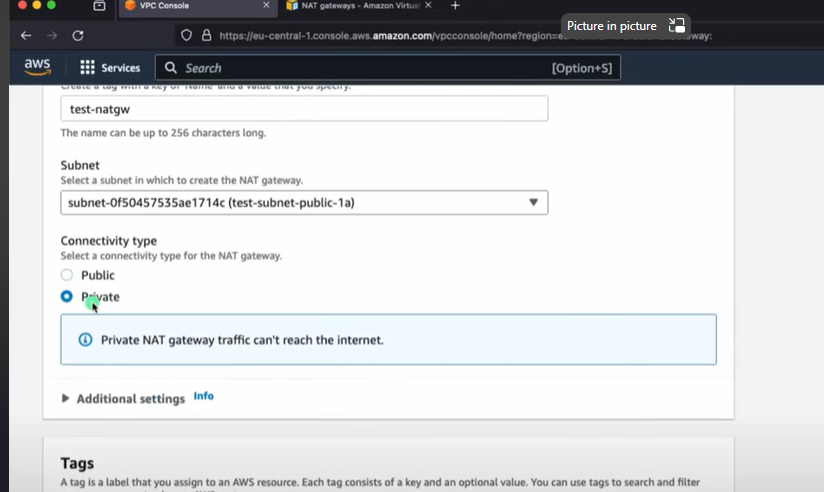 VPC Console
NAT gateways - Amazon Virtual
Picture in picture
https://eu-central-1.console.aws.amazon.com/vpcconsole/home?region=
aws
Services
Search
[Option+S]
Create a tag with a key of 'Name' and a value that you specify.
test-natgw
The name can be up to 256 characters long.
Subnet
Select a subnet in which to create the NAT gateway.
subnet-0f50457535ae1714c (test-subnet-public-1a)
Connectivity type
Select a connectivity type for the NAT gateway.
Public
Private
Private NAT gateway traffic can't reach the internet.
Additional settings Info
Tags
A tag is a label that you assign to an AWS resource. Each tag consists of a key and an optional value. You can use tags to search and filter